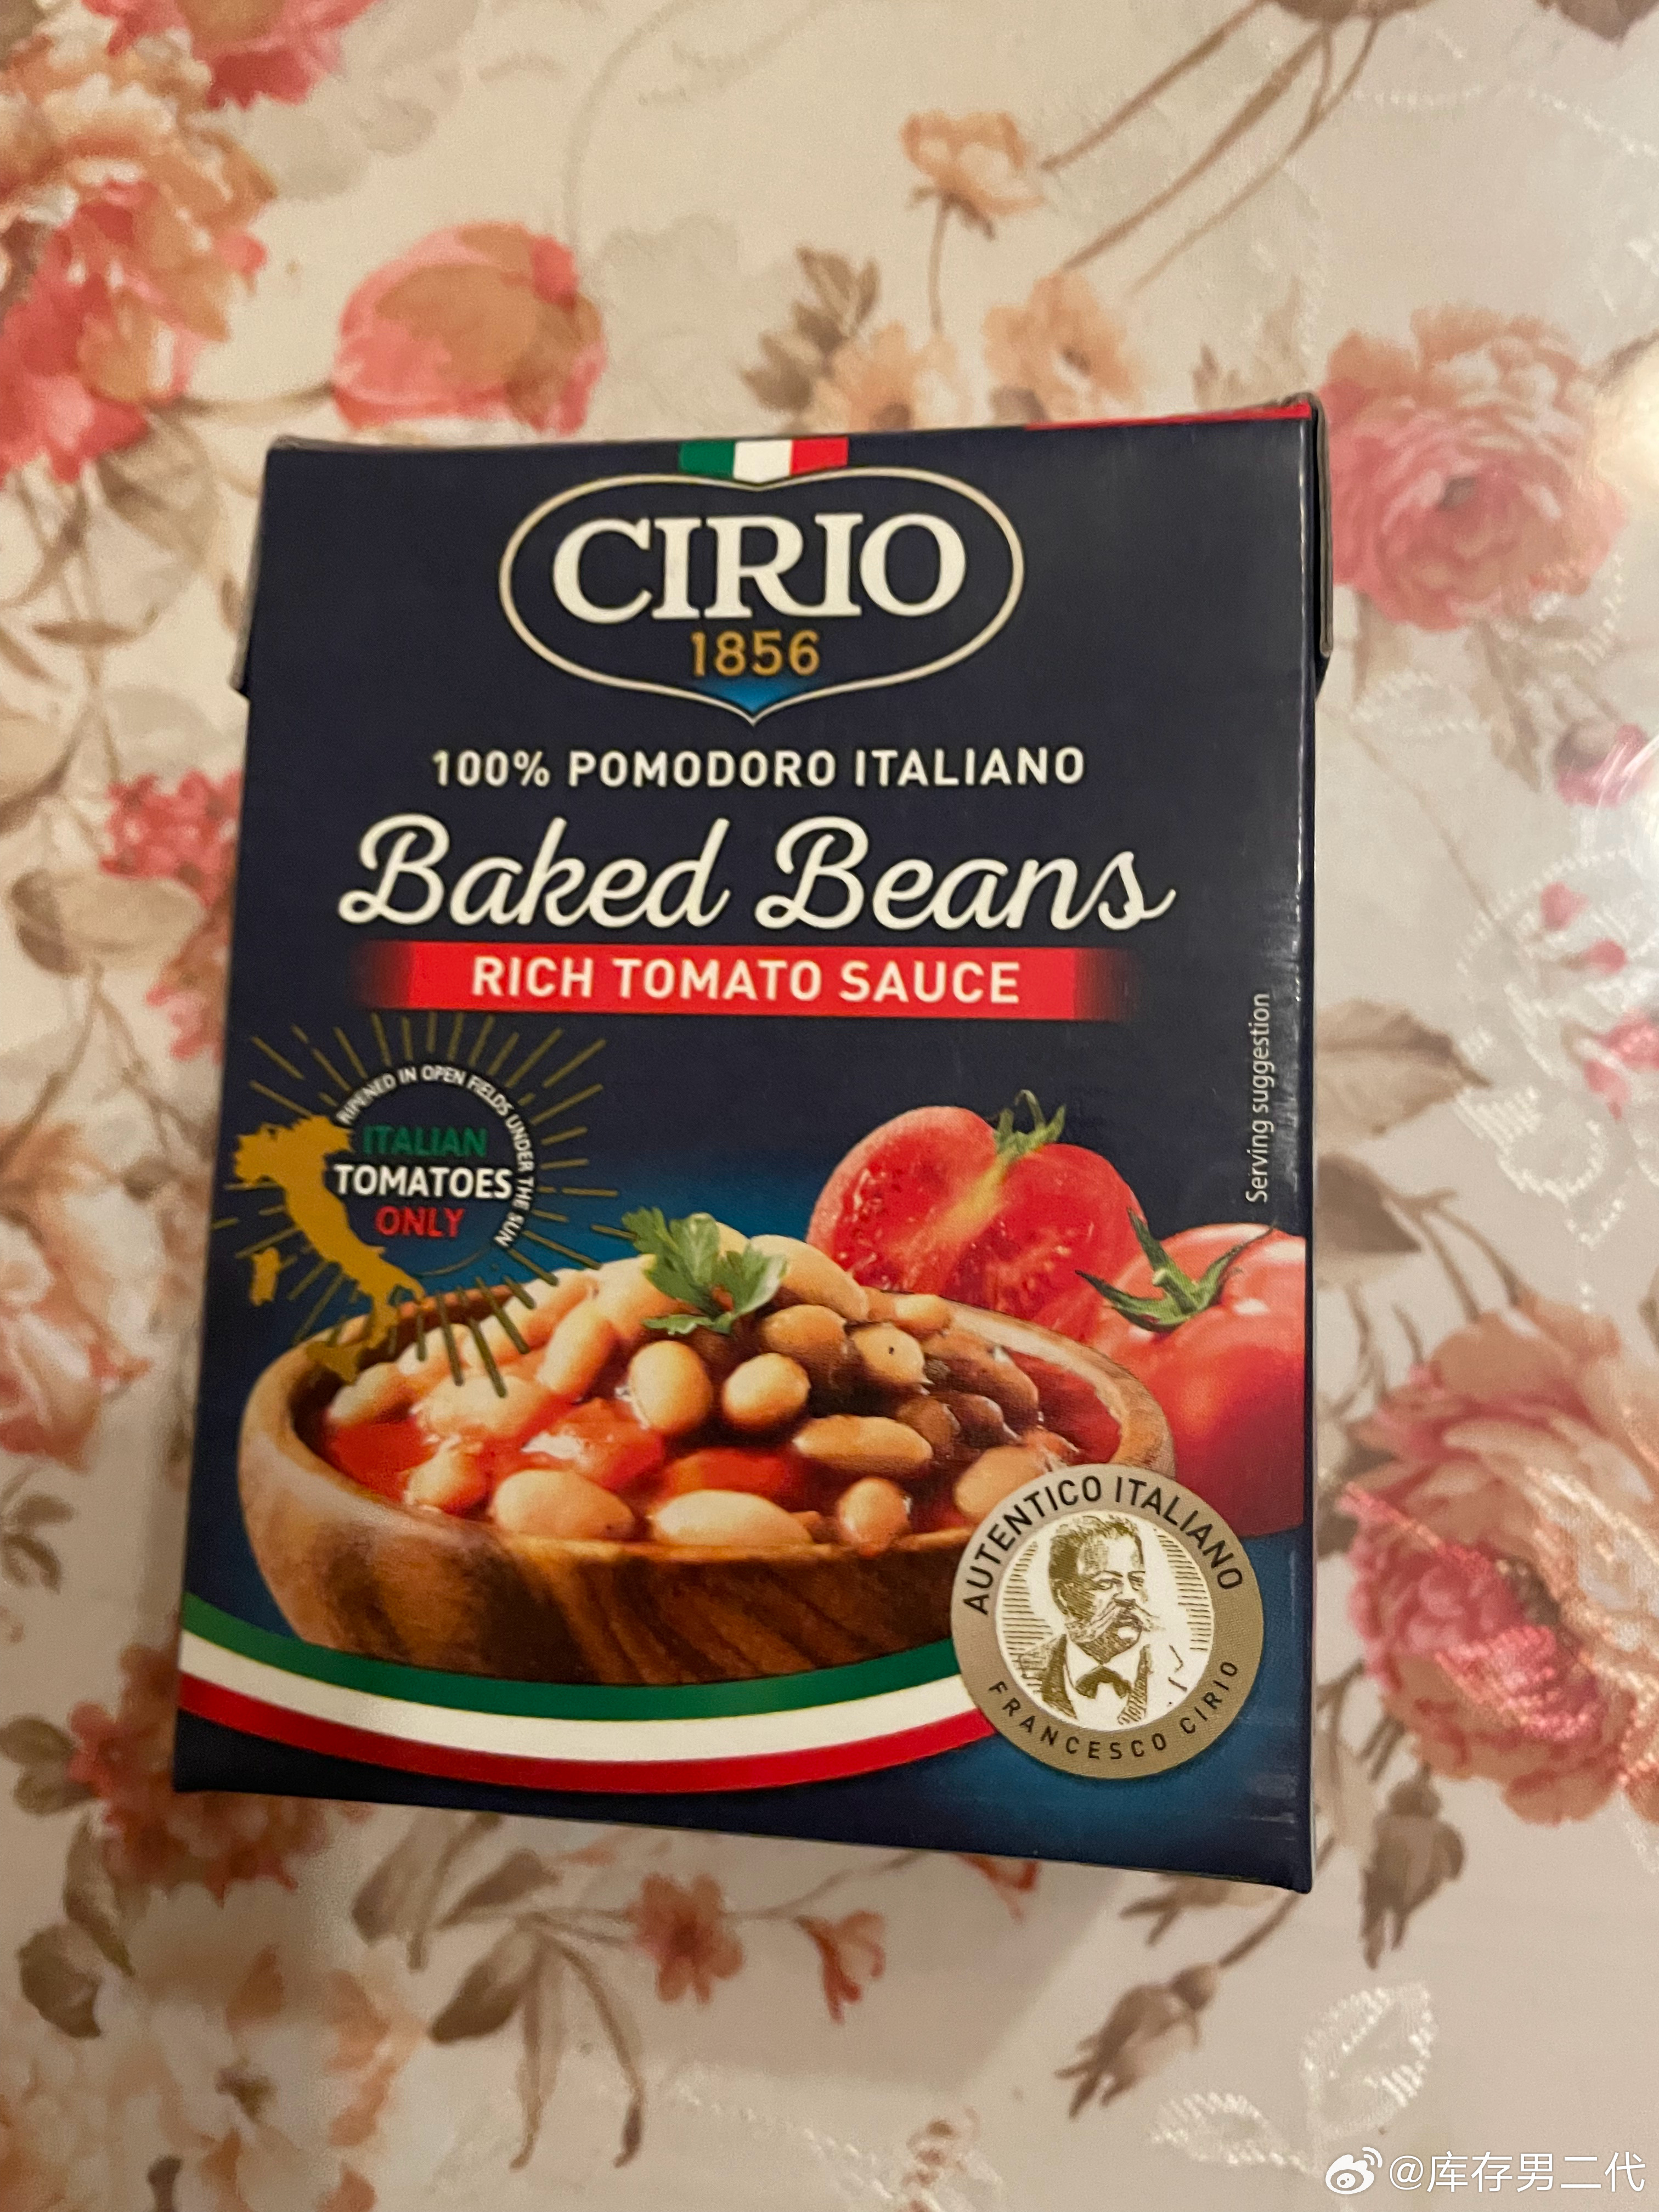 CIRIO
1856
100% POMODORO ITALIANO
Baked Beans
RICH TOMATO SAUCE
Serving suggestion
RIPENED IN OPEN FIELDS UNDER THE SUN
ITALIAN
TOMATOES
ONLY
AUTENTICO ITALIANO
FRANCESCO CIRIO
@库存男二代